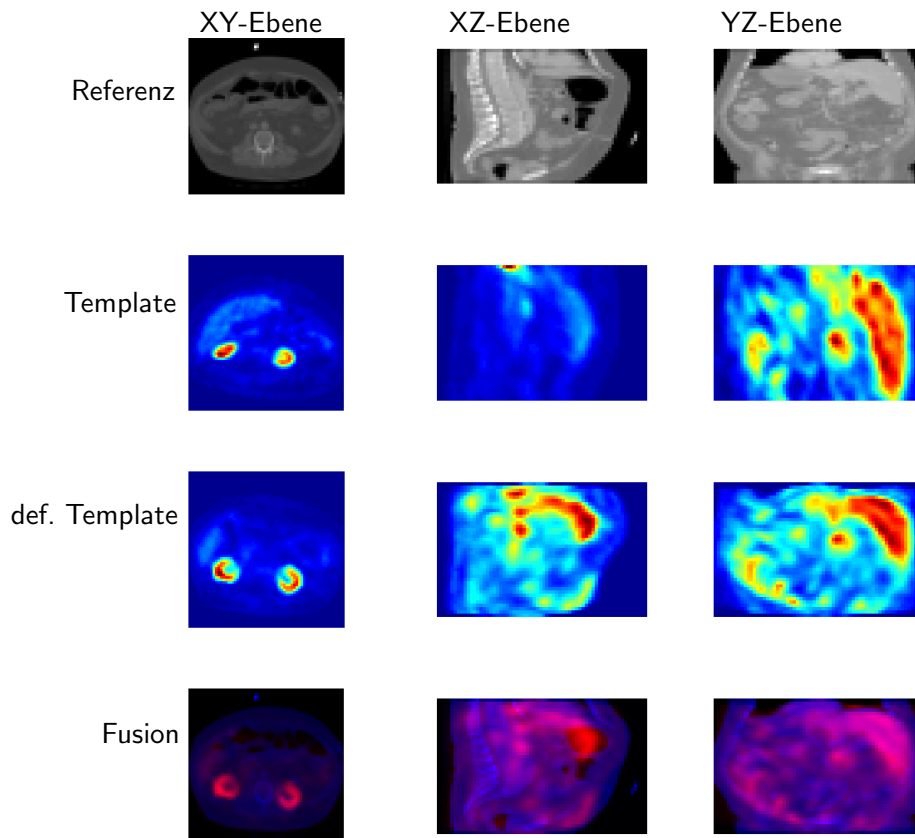 XY-Ebene XZ-Ebene YZ-Ebene
Referenz
Template
def. Template
Fusion